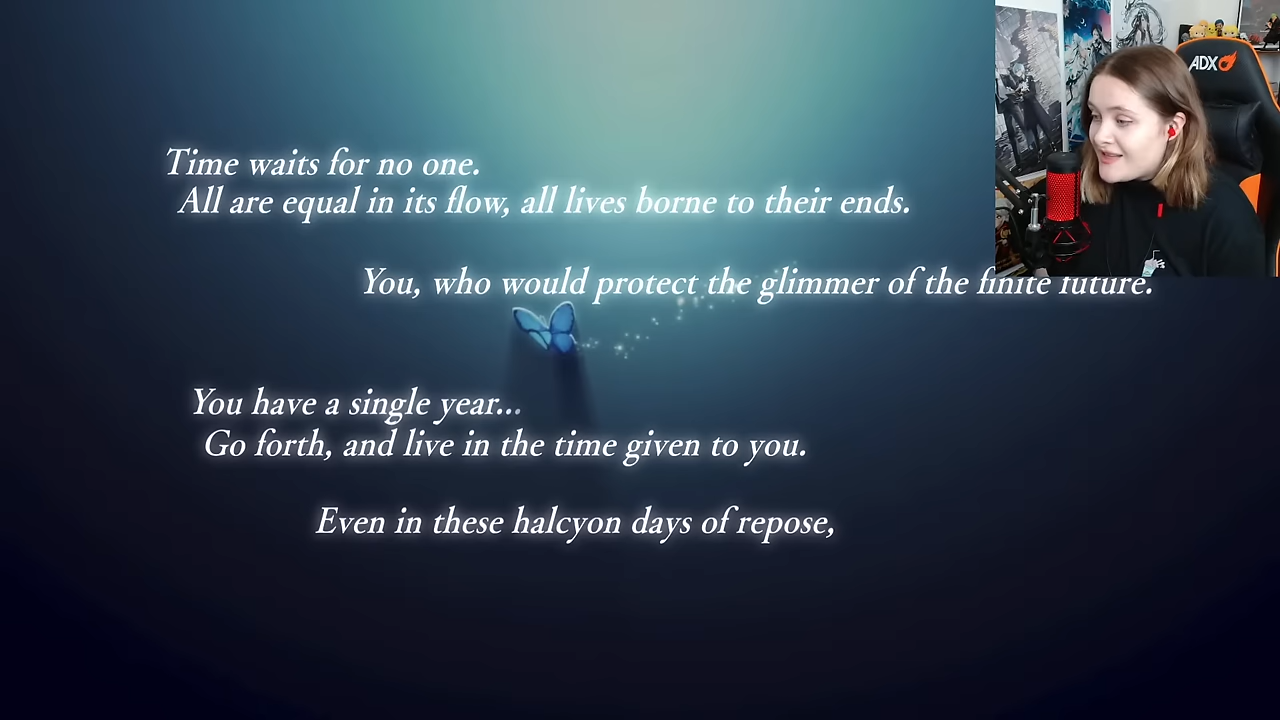 Time waits for no one.
All are equal in its flow, all lives borne to their ends.
You, who would protect the glimmer of the finite future.
You have a single year...
Go forth, and live in the time given to you.
Even in these halcyon days of repose,
ADX